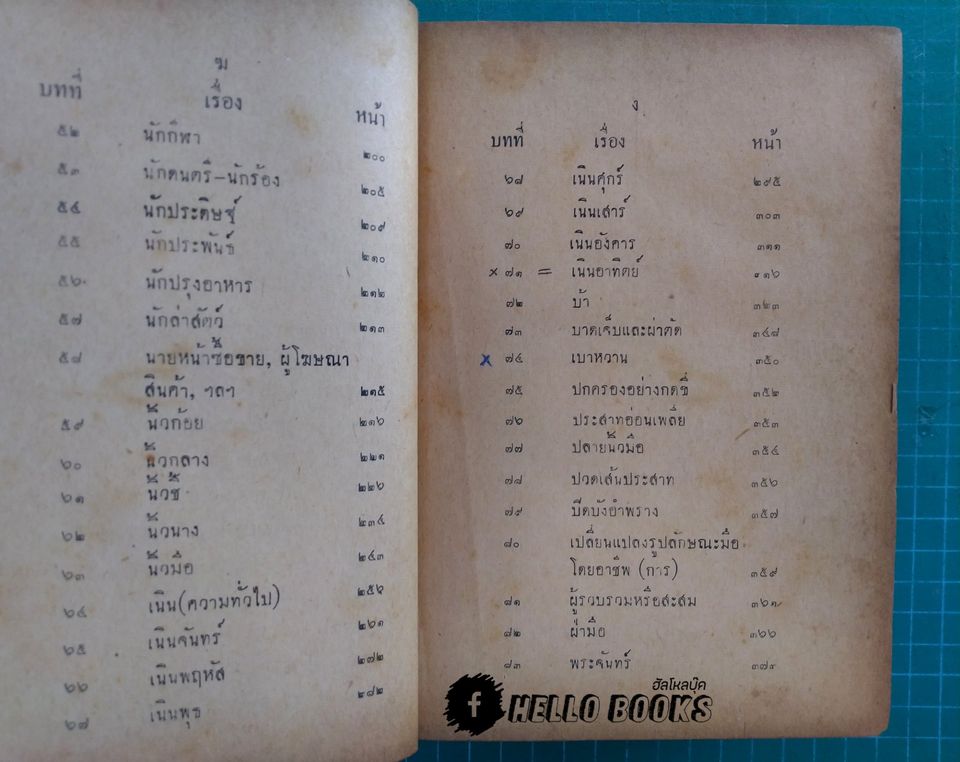 ฆ
บทที่ เรื่อง หน้า
๕๒ นักกีฬา ๒๐๐
๕๓ นักดนตรี-นักร้อง ๒๐๕
๕๔ นักประดิษฐ์ ๒๐๙
๕๕ นักประพันธ์ ๒๑๐
๕๖ นักปรุงอาหาร ๒๑๒
๕๗ นักล่าสัตว์ ๒๑๓
๕๘ นายหน้าซื้อขาย, ผู้โฆษณา
สินค้า, ฯลฯ ๒๑๕
๕๙ นิ้วก้อย ๒๑๖
๖๐ นิ้วกลาง ๒๒๑
๖๑ นิ้วชี้ ๒๒๖
๖๒ นิ้วนาง ๒๓๔
๖๓ นิ้วมือ ๒๔๓
๖๔ เนิน(ความทั่วไป) ๒๕๖
๖๕ เนินจันทร์ ๒๖๑
๖๖ เนินพฤหัส ๒๗๒
๖๗ เนินพุธ ๒๘๒
ง
บทที่ เรื่อง หน้า
๖๘ เนินศุกร์ ๒๙๕
๖๙ เนินเสาร์ ๓๐๓
๗๐ เนินอังคาร ๓๑๑
x ๗๑ = เนินอาทิตย์ ๓๑๖
๗๒ บ้า ๓๒๓
๗๓ บาดเจ็บและผ่าตัด ๓๔๘
x ๗๔ เบาหวาน ๓๕๐
๗๕ ปกครองอย่างกดขี่ ๓๕๒
๗๖ ประสาทอ่อนเพลีย ๓๕๓
๗๗ ปลายนิ้วมือ ๓๕๔
๗๘ ปวดเส้นประสาท ๓๕๖
๗๙ ปิดบังอำพราง ๓๕๗
๘๐ เปลี่ยนแปลงรูปลักษณะมือ
โดยอาชีพ (การ) ๓๕๙
๘๑ ผู้รวบรวมหรือสะสม ๓๖๑
๘๒ ฝ่ามือ ๓๖๖
๘๓ พระจันทร์ ๓๗๙
ฮัลโหลบุ๊ค
f HELLO BOOKS